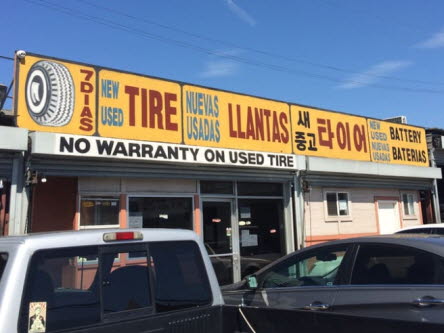 7 DIAS
NEW USED TIRE
NUEVAS USADAS LLANTAS
새 중고 타이어
NEW USED BATTERY
NUEVAS USADAS BATERIAS
NO WARRANTY ON USED TIRE